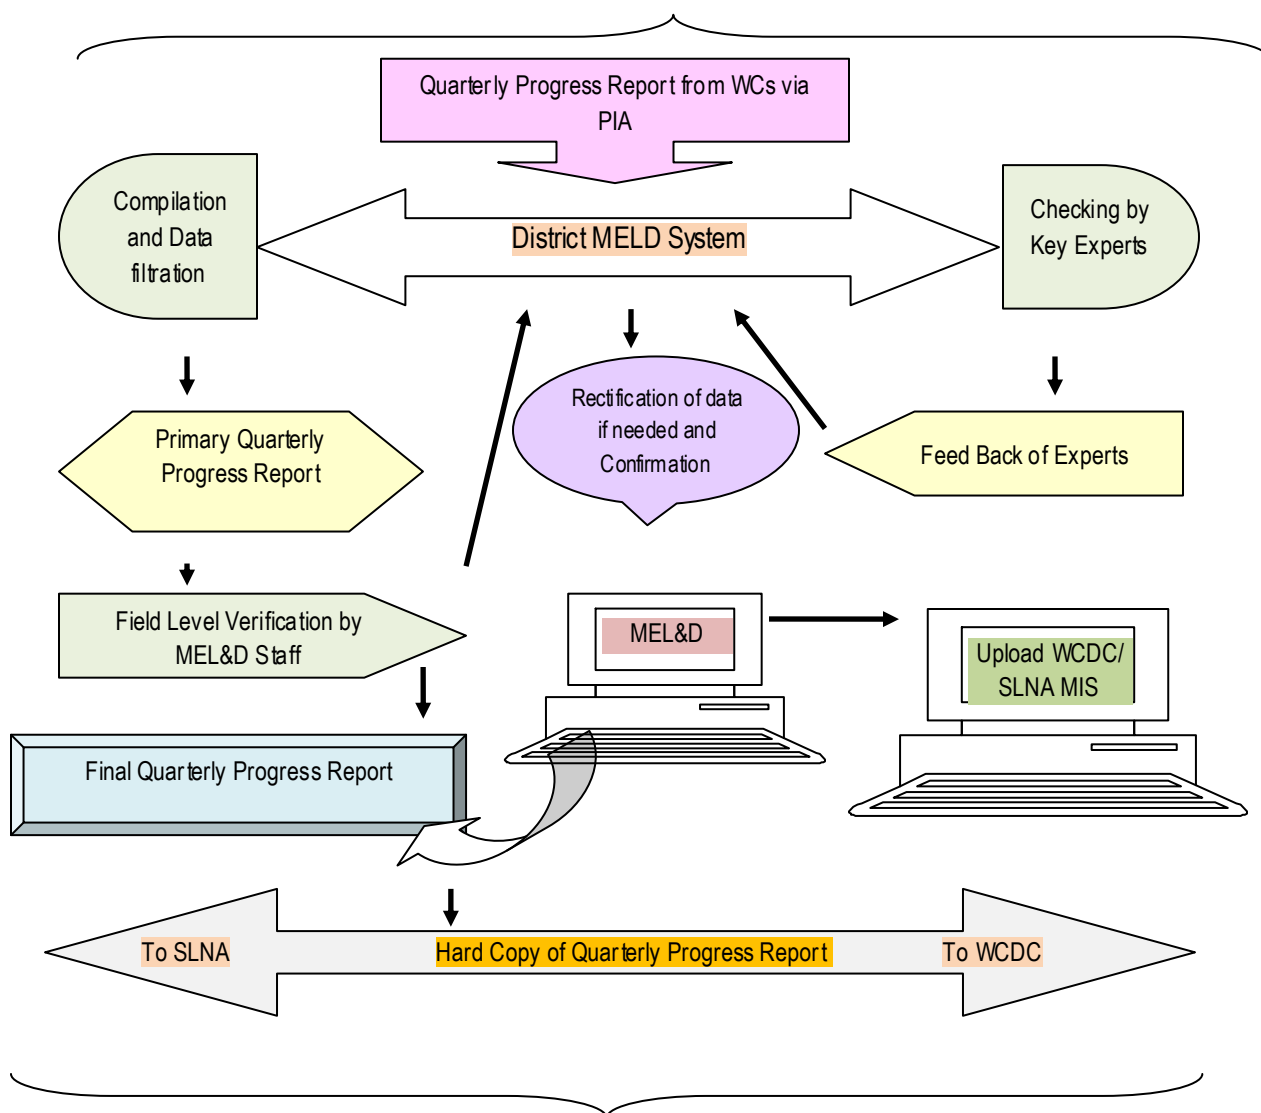 Quarterly Progress Report from WCs via
PIA
Compilation
and Data
filtration
District MELD System
Checking by
Key Experts
Rectification of data
if needed and
Confirmation
Primary Quarterly
Progress Report
Feed Back of Experts
Field Level Verification by
MEL&D Staff
MEL&D
Upload WCDC/
SLNA MIS
Final Quarterly Progress Report
To SLNA
Hard Copy of Quarterly Progress Report
To WCDC